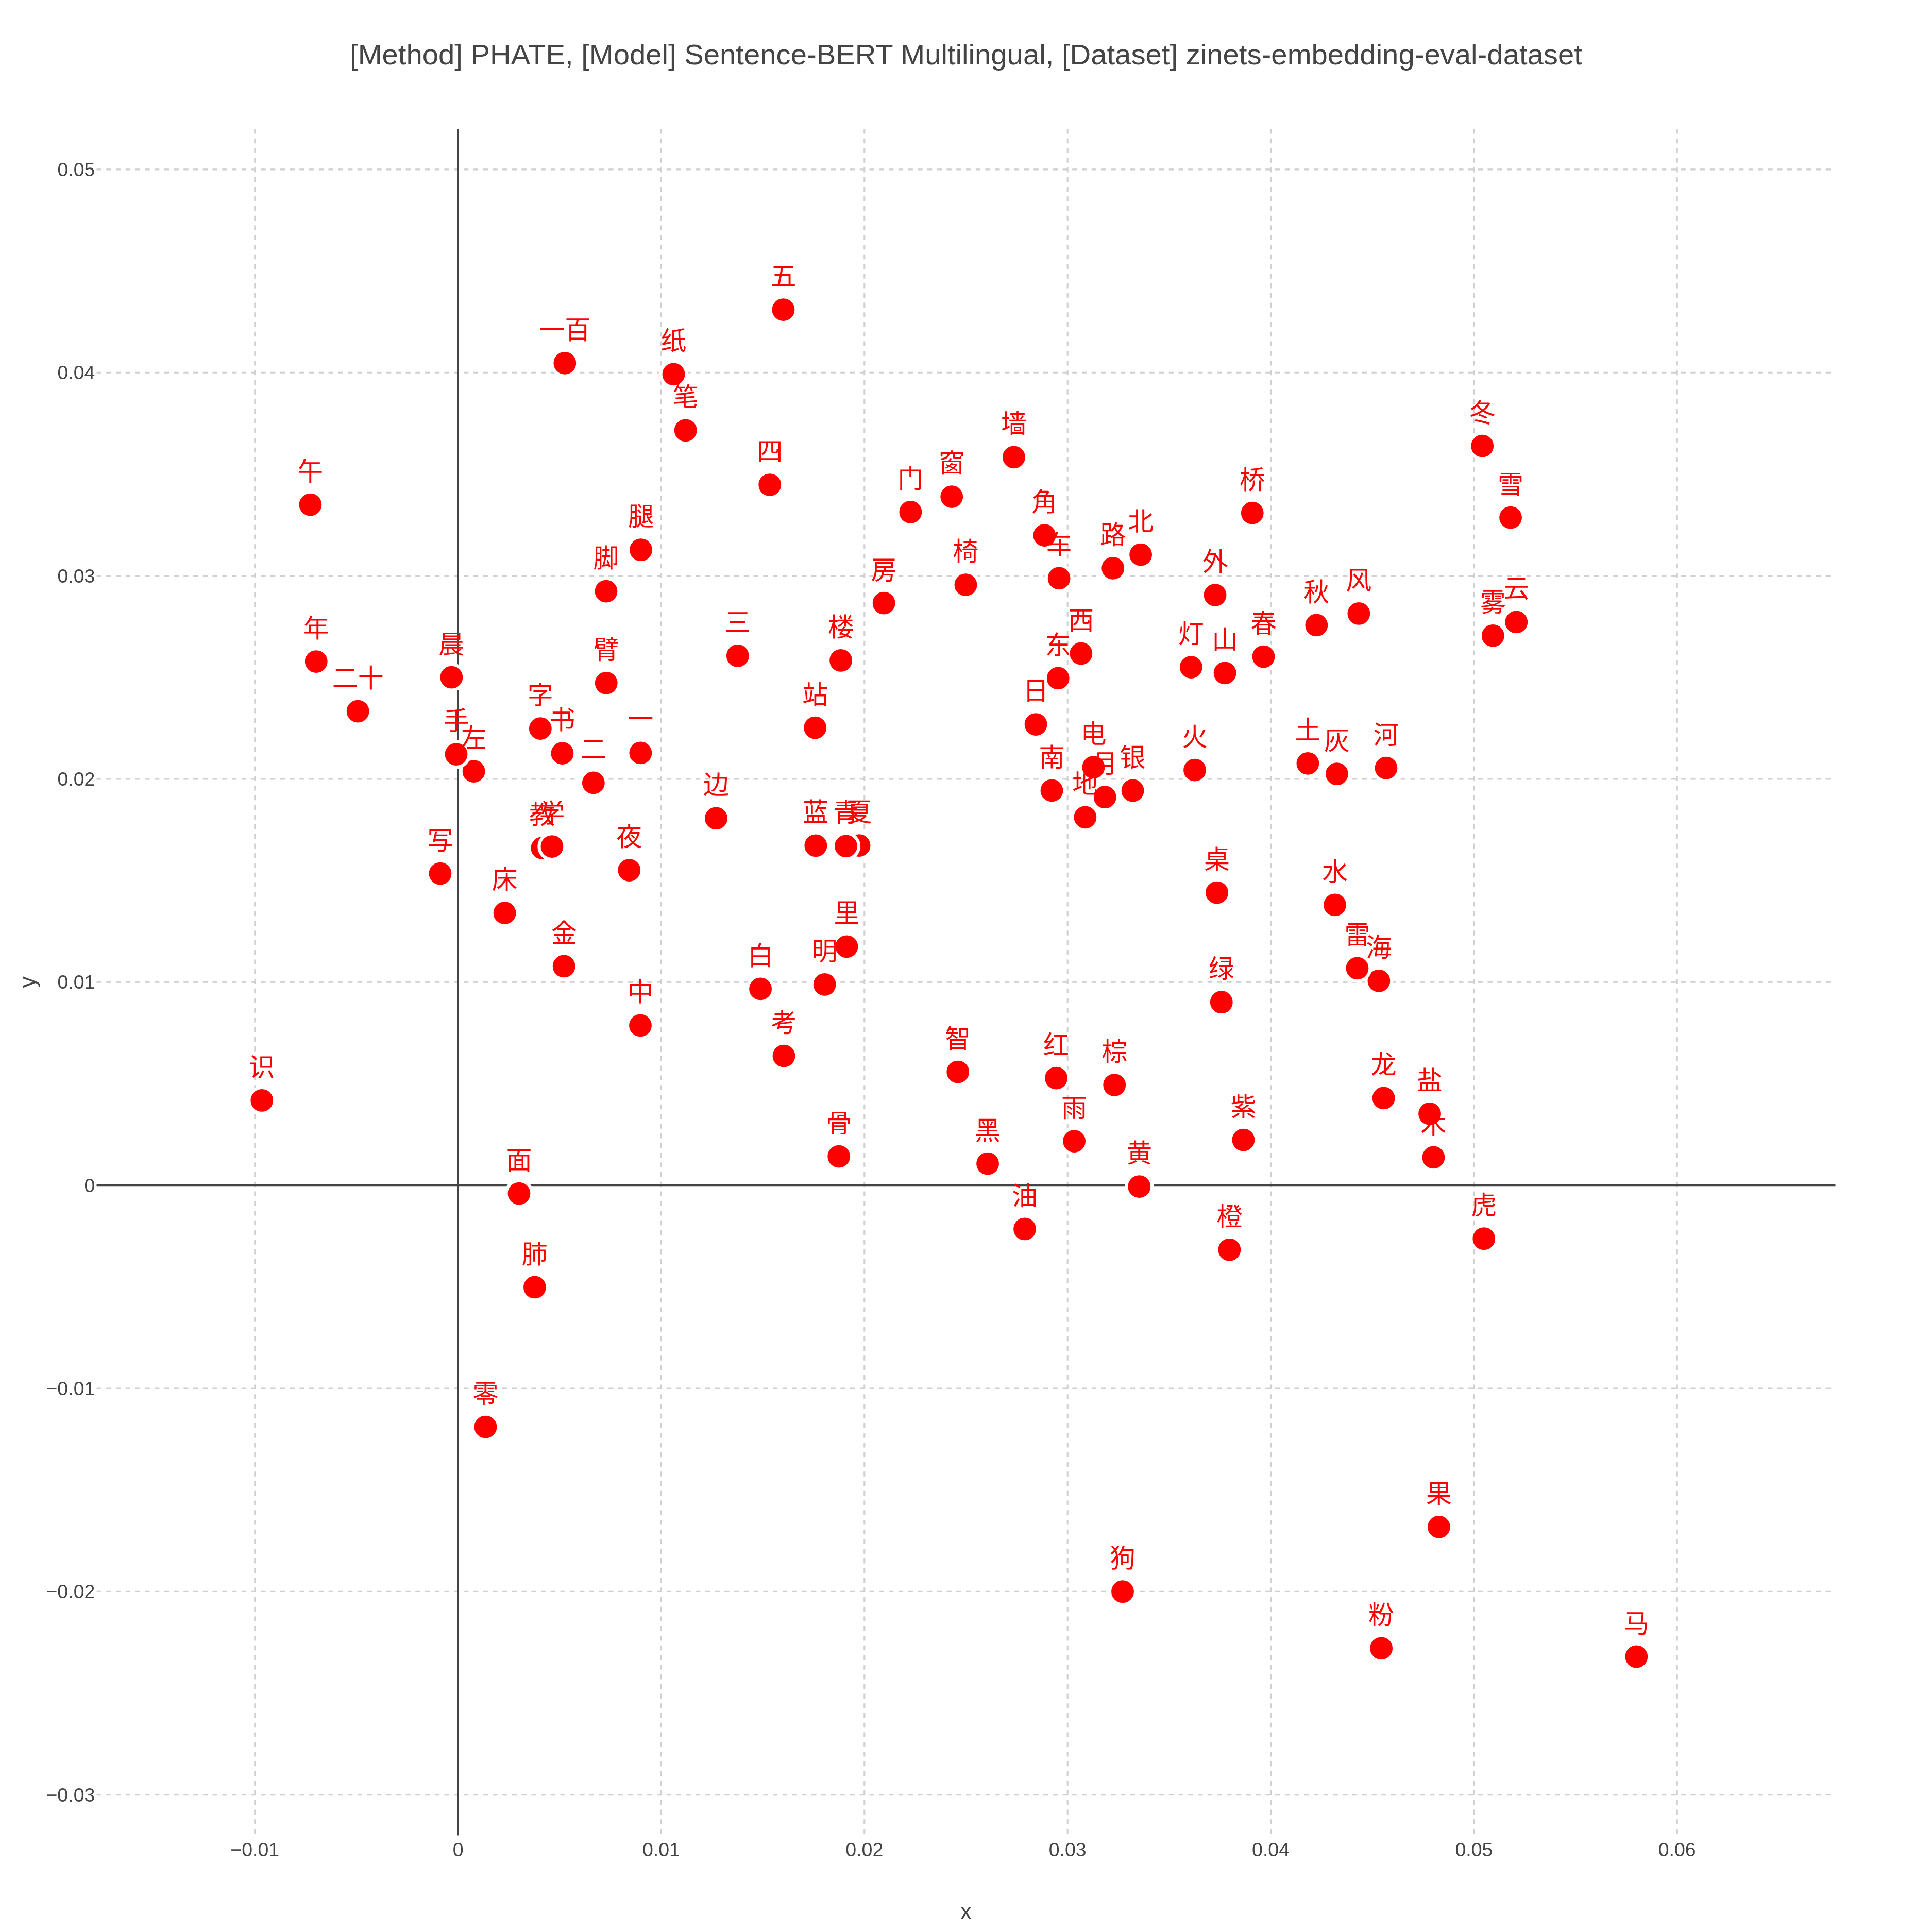 [Method] PHATE, [Model] Sentence-BERT Multilingual, [Dataset] zinets-embedding-eval-dataset
0.05
五
一百
纸
0.04
笔
冬
墙
四
窗
午
门
桥
雪
角
腿
北
路
车
椅
脚
外
房
0.03
风
云
秋
雾
西
三
春
楼
年
灯
山
晨
东
臂
二十
日
字
站
书
一
手
土
电
河
左
灰
火
二
南
银
月
0.02
地
边
蓝
青
夏
教
学
夜
写
桌
水
床
里
金
雷
海
明
白
绿
y
0.01
中
考
智
红
棕
龙
识
盐
紫
雨
木
骨
黑
黄
面
0
油
虎
橙
肺
−0.01
零
果
狗
−0.02
粉
马
−0.03
−0.01
0
0.01
0.02
0.03
0.04
0.05
0.06
x